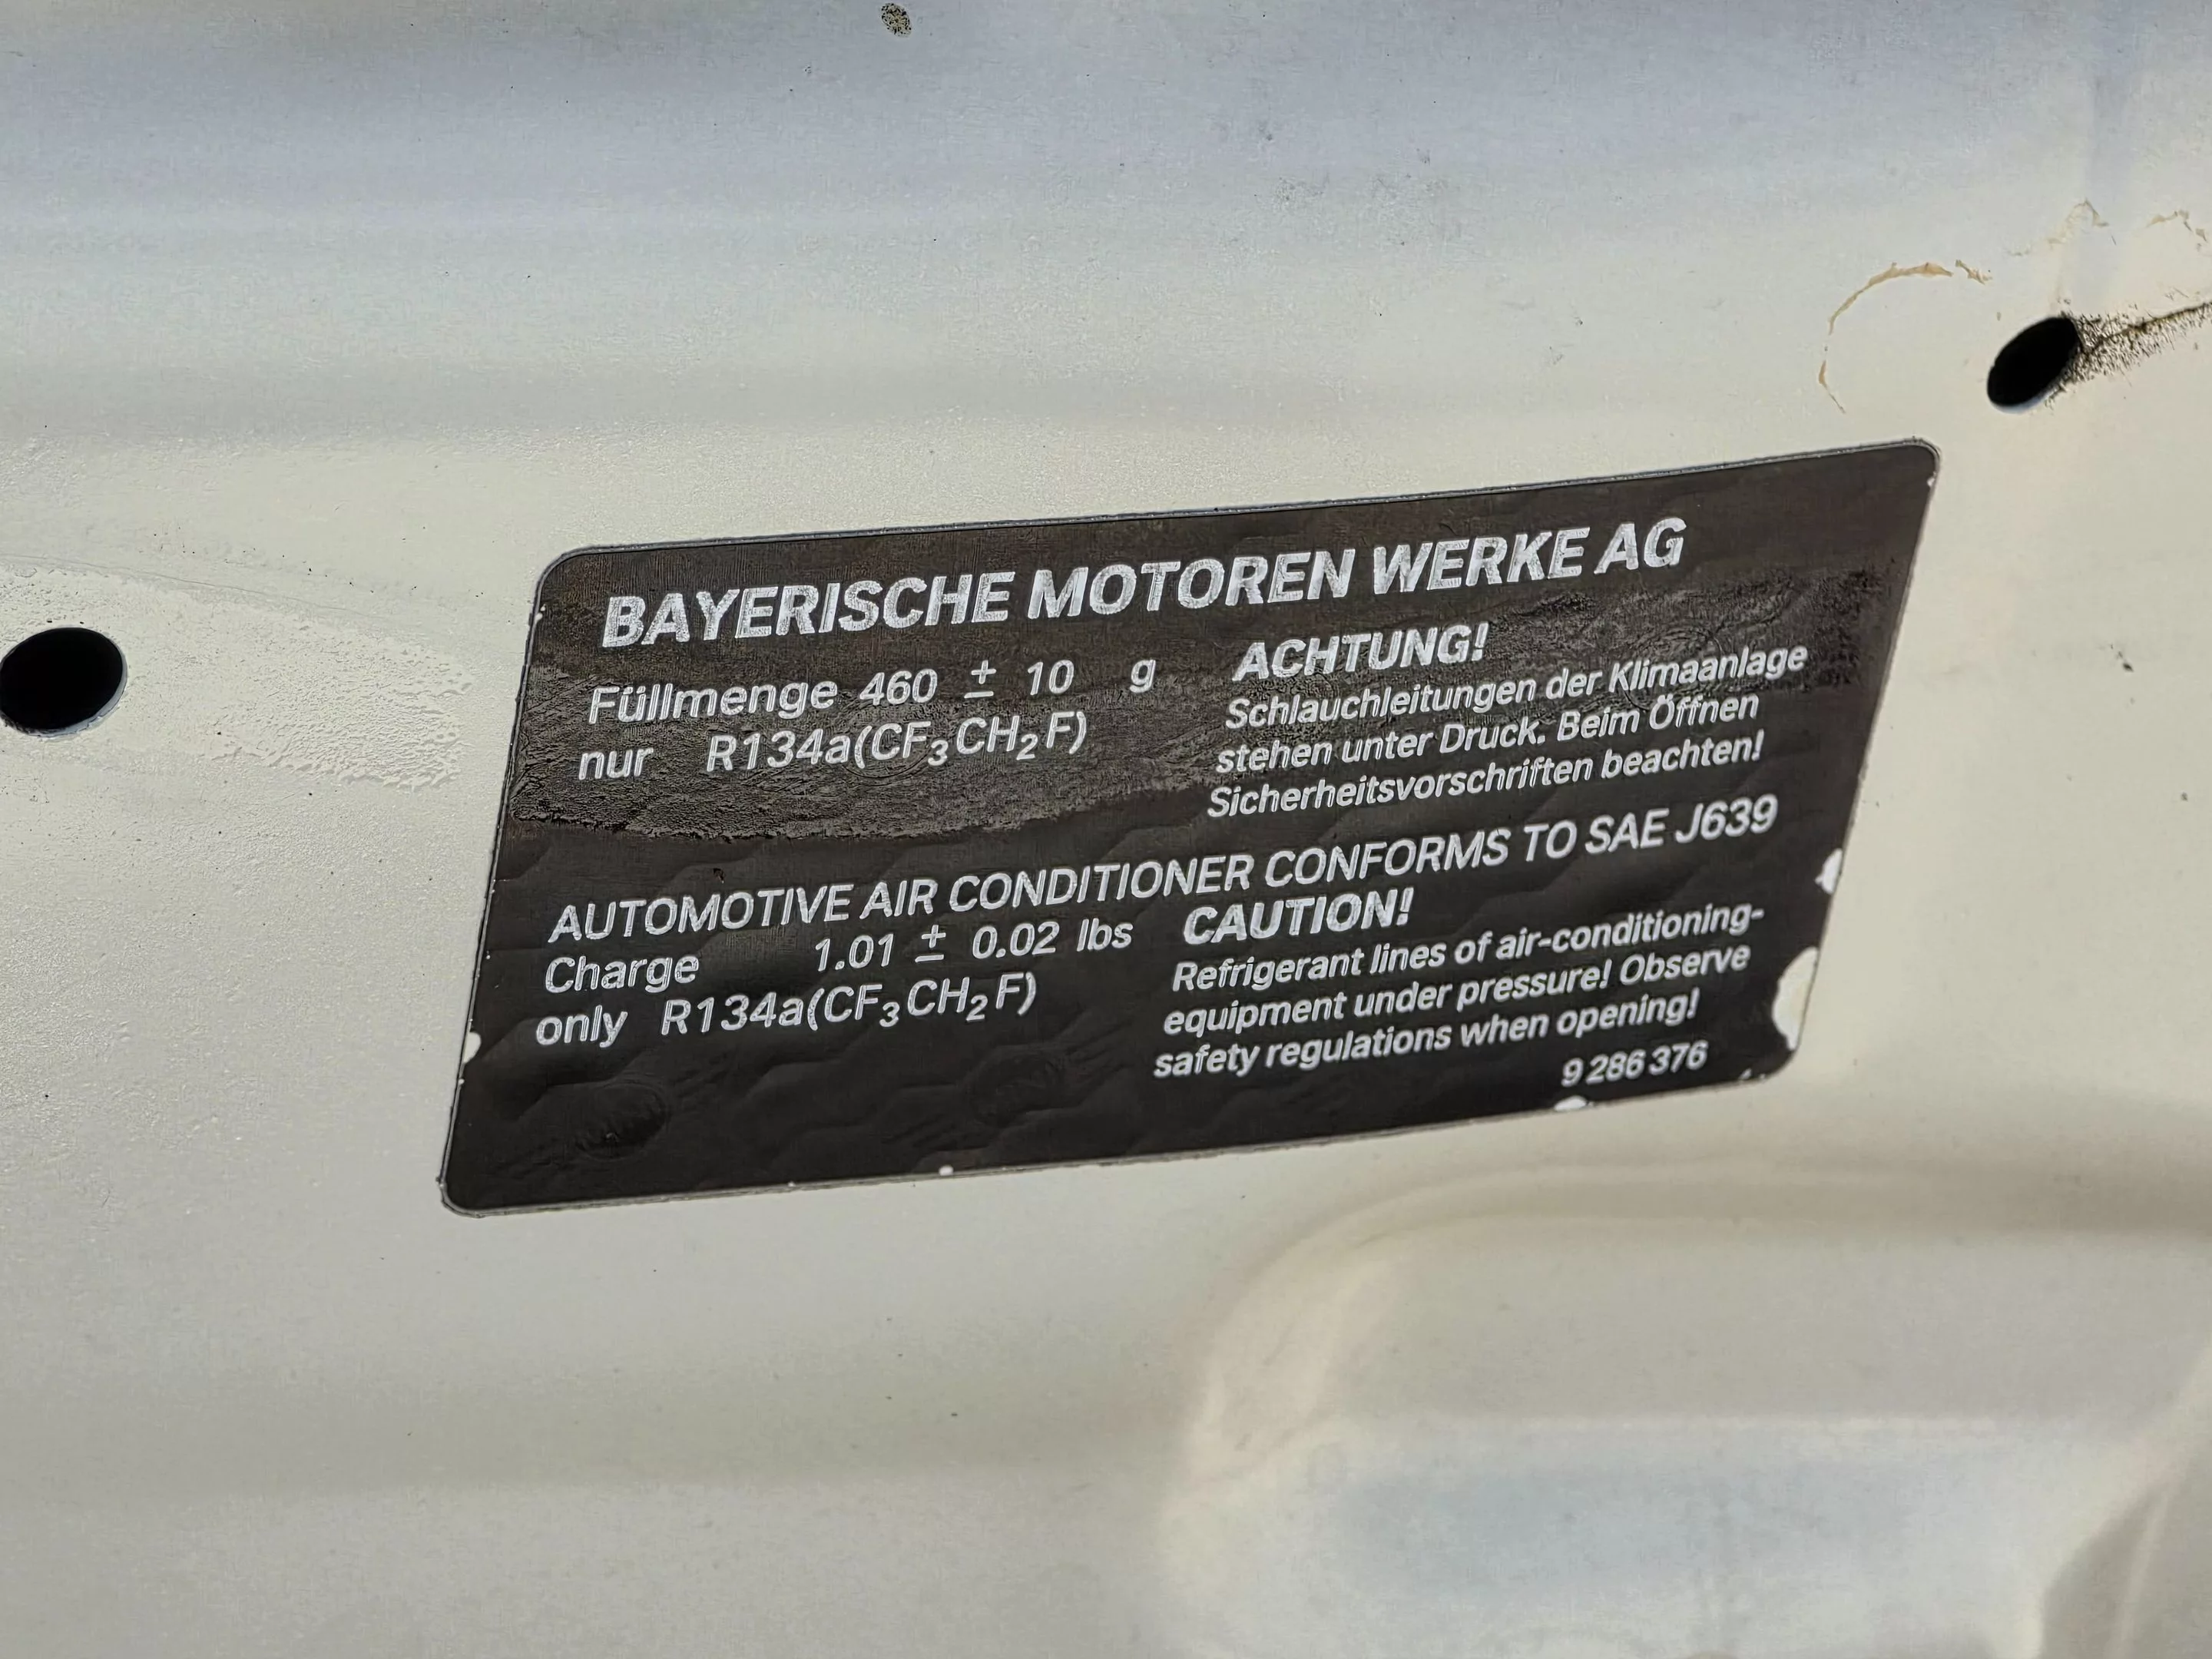 BAYERISCHE MOTOREN WERKE AG
Füllmenge 460 ± 10 g
nur R134a(CF₃CH₂F)
ACHTUNG!
Schlauchleitungen der Klimaanlage
stehen unter Druck. Beim Öffnen
Sicherheitsvorschriften beachten!
AUTOMOTIVE AIR CONDITIONER CONFORMS TO SAE J639
Charge 1.01 ± 0.02 lbs
only R134a(CF₃CH₂F)
CAUTION!
Refrigerant lines of air-conditioning-
equipment under pressure! Observe
safety regulations when opening!
9 286 376